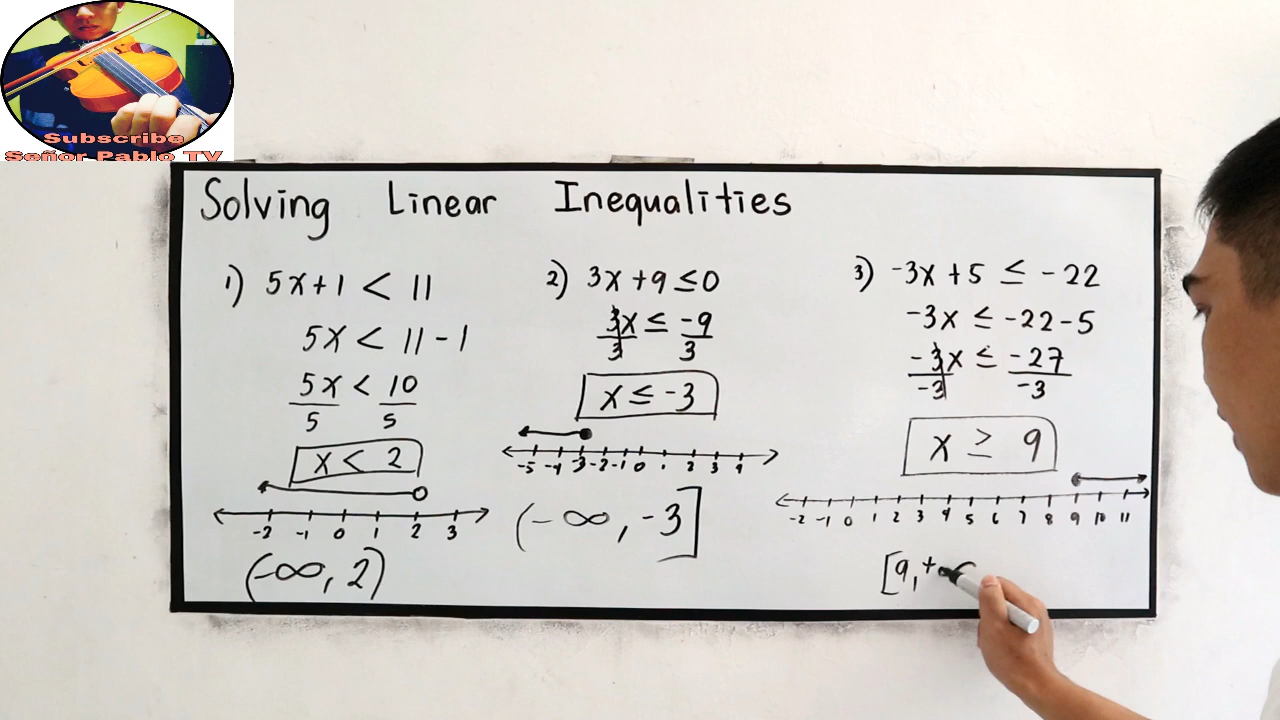 Subscribe
Señor Pablo TV
Solving Linear Inequalities
1) 5x+1 < 11
5x < 11-1
5x < 10
5 5
x < 2
-2 -1 0 1 2 3
(-∞, 2)
2) 3x+9 ≤ 0
3x ≤ -9
3 3
x ≤ -3
-5 -4 -3 -2 -1 0 1 2 3 4
(-∞, -3]
3) -3x +5 ≤ -22
-3x ≤ -22-5
-3x ≤ -27
-3 -3
x ≥ 9
-2 -1 0 1 2 3 4 5 6 7 8 9 10 11
[9, +